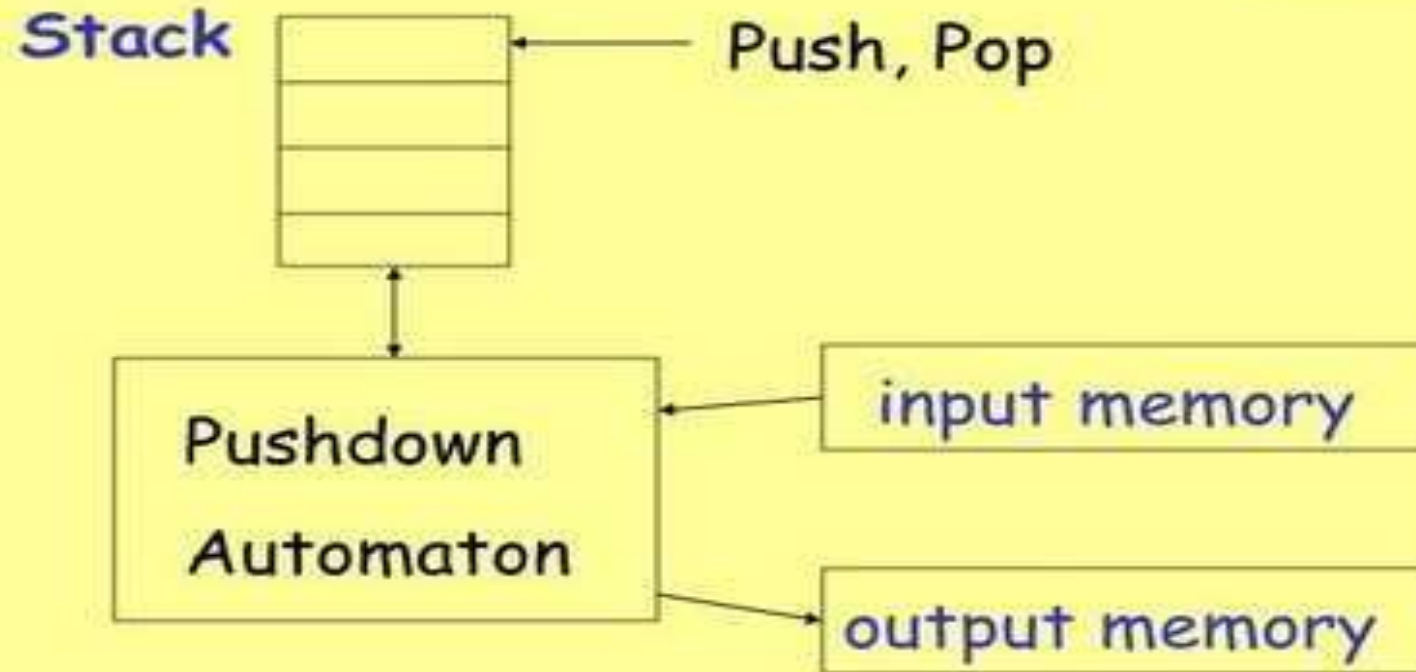 Stack
Push, Pop
Pushdown
Automaton
input memory
output memory